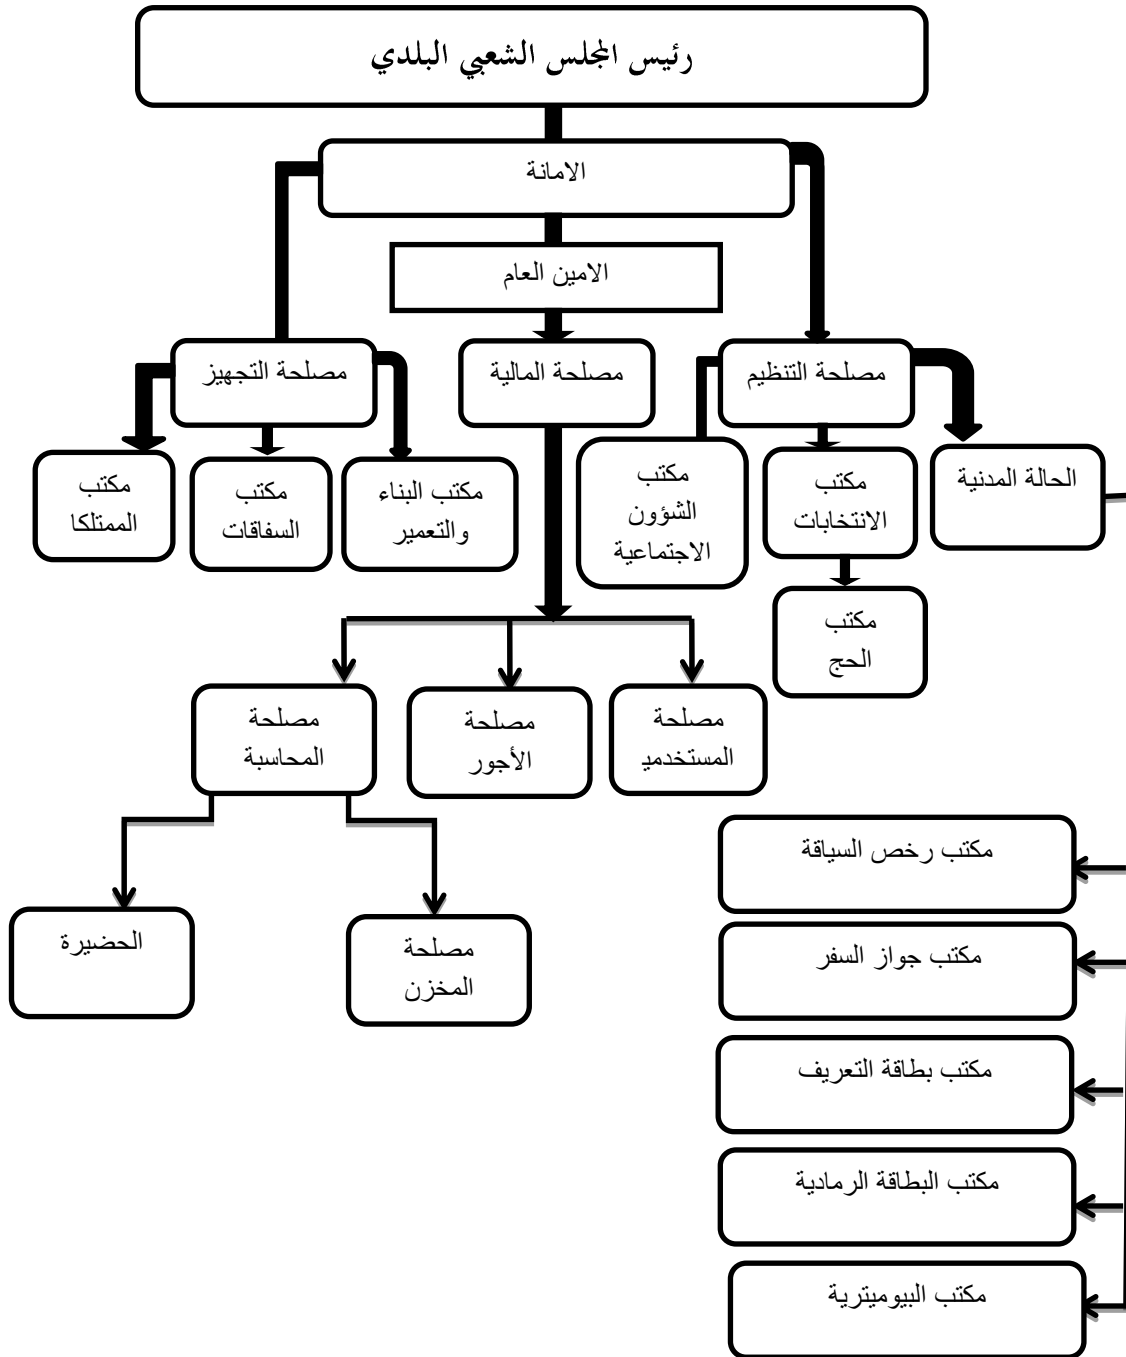 رئيس المجلس الشعبي البلدي
الامانة
الامين العام
مصلحة التنظيم
مصلحة المالية
مصلحة التجهيز
الحالة المدنية
مكتب
الانتخابات
مكتب
الشؤون
الاجتماعية
مكتب البناء
والتعمير
مكتب
السفاقات
مكتب
الممتلكا
مكتب
الحج
مصلحة
المستخدميـ
مصلحة
الأجور
مصلحة
المحاسبة
مصلحة
المخزن
الحضيرة
مكتب رخص السياقة
مكتب جواز السفر
مكتب بطاقة التعريف
مكتب البطاقة الرمادية
مكتب البيوميترية